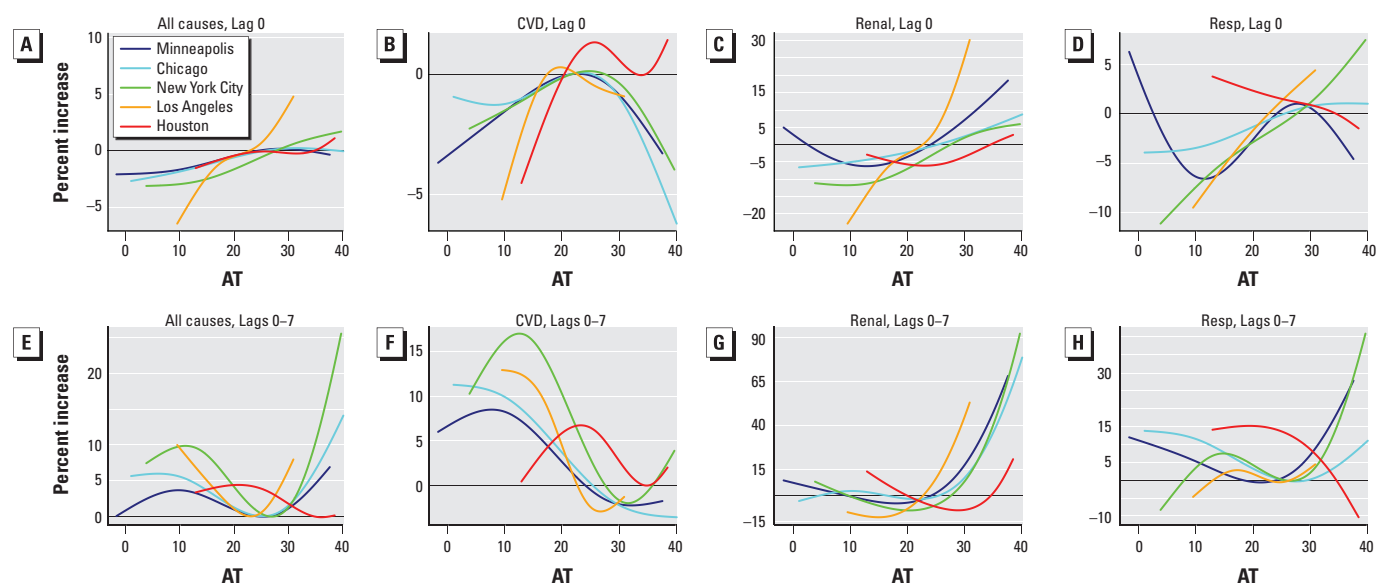 A
All causes, Lag 0
Percent increase
10
5
0
–5
Minneapolis
Chicago
New York City
Los Angeles
Houston
0 10 20 30 40
AT
B
CVD, Lag 0
0
–5
0 10 20 30 40
AT
C
Renal, Lag 0
30
15
5
–5
–20
0 10 20 30 40
AT
D
Resp, Lag 0
5
0
–5
–10
0 10 20 30 40
AT
E
All causes, Lags 0–7
Percent increase
20
10
5
0
0 10 20 30 40
AT
F
CVD, Lags 0–7
15
10
5
0
0 10 20 30 40
AT
G
Renal, Lags 0–7
90
65
40
15
–15
0 10 20 30 40
AT
H
Resp, Lags 0–7
30
15
5
–10
0 10 20 30 40
AT